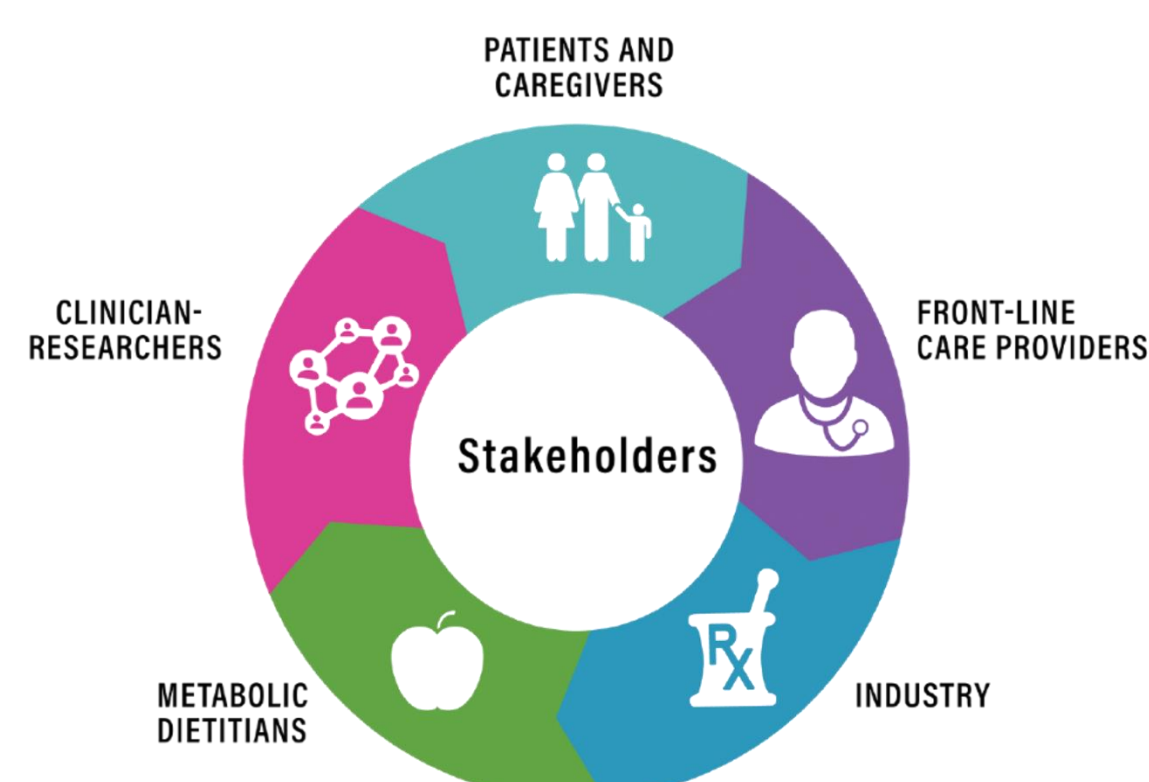 PATIENTS AND
CAREGIVERS
CLINICIAN-
RESEARCHERS
FRONT-LINE
CARE PROVIDERS
Stakeholders
RX
METABOLIC
DIETITIANS
INDUSTRY